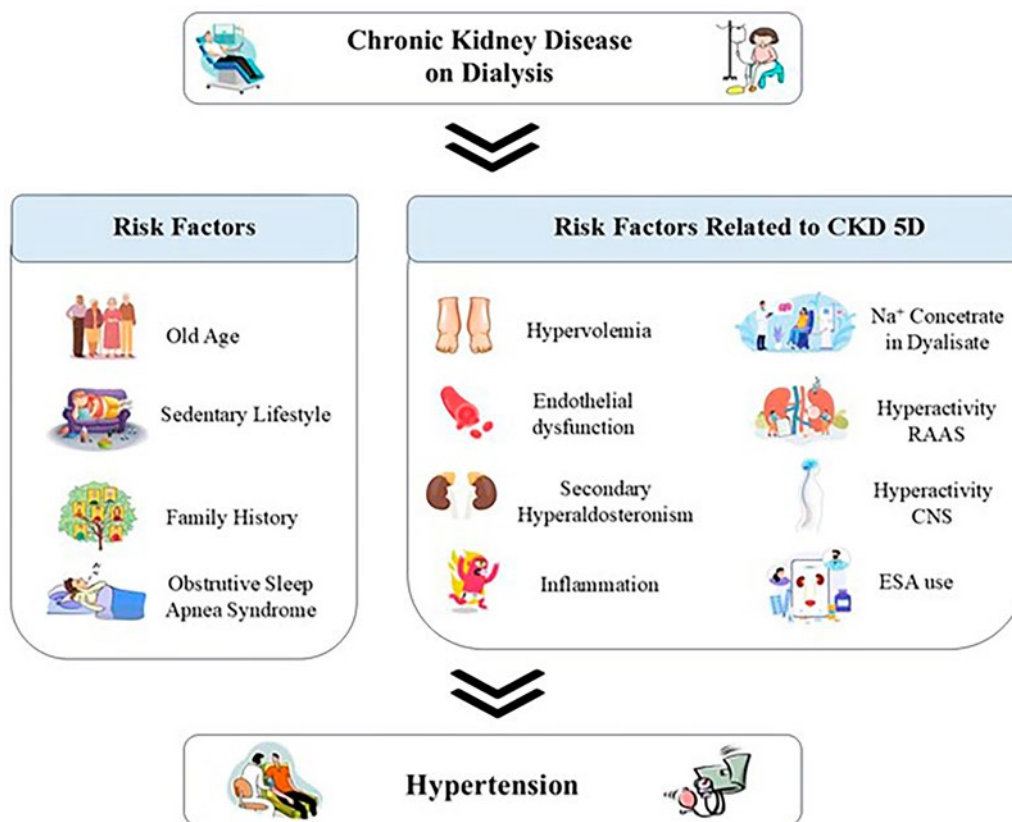 Chronic Kidney Disease
on Dialysis
Risk Factors
Old Age
Sedentary Lifestyle
Family History
Obstrutive Sleep
Apnea Syndrome
Risk Factors Related to CKD 5D
Hypervolemia
Endothelial
dysfunction
Secondary
Hyperaldosteronism
Inflammation
Na⁺ Concetrate
in Dyalisate
Hyperactivity
RAAS
Hyperactivity
CNS
ESA use
Hypertension